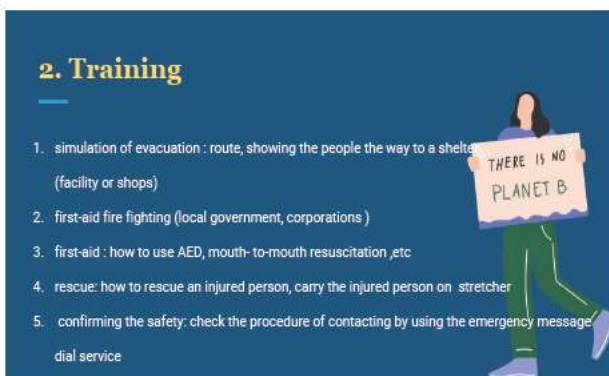 2. Training
1. simulation of evacuation : route, showing the people the way to a shelter
(facility or shops)
2. first-aid fire fighting (local government, corporations )
3. first-aid : how to use AED, mouth- to-mouth resuscitation ,etc
4. rescue: how to rescue an injured person, carry the injured person on stretcher
5. confirming the safety: check the procedure of contacting by using the emergency message
dial service
THERE IS NO
PLANET B